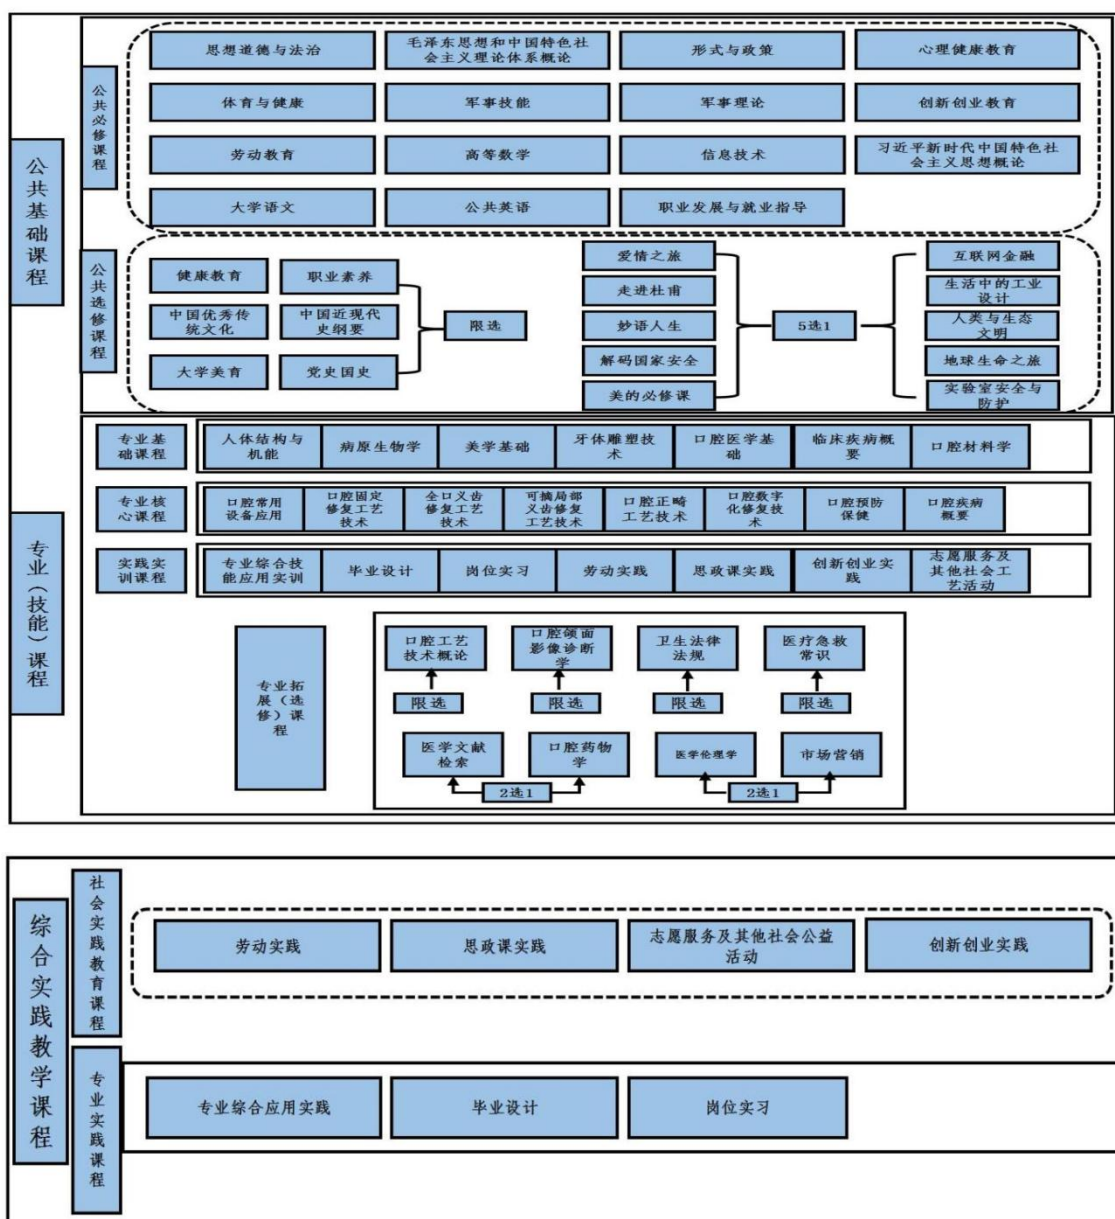 公共基础课程
公共必修课程
思想道德与法治
毛泽东思想和中国特色社
会主义理论体系概论
形式与政策
心理健康教育
体育与健康
军事技能
军事理论
创新创业教育
劳动教育
高等数学
信息技术
习近平新时代中国特色社
会主义思想概论
大学语文
公共英语
职业发展与就业指导
公共选修课程
健康教育
职业素养
中国优秀传
统文化
中国近现代
史纲要
大学美育
党史国史
限选
爱情之旅
走进杜甫
妙语人生
解码国家安全
美的必修课
5选1
互联网金融
生活中的工业
设计
人类与生态
文明
地球生命之旅
实验室安全与
防护
专业（技能）课程
专业基
础课程
人体结构与
机能
病原生物学
美学基础
牙体雕塑技
术
口腔医学基
础
临床疾病概
要
口腔材料学
专业核
心课程
口腔常用
设备应用
口腔固定
修复工艺
技术
全口义齿
修复工艺
技术
可摘局部
义齿修复
工艺技术
口腔正畸
工艺技术
口腔数字
化修复技
术
口腔预防
保健
口腔疾病
概要
实践实
训课程
专业综合技
能应用实训
毕业设计
岗位实习
劳动实践
思政课实践
创新创业实
践
志愿服务及
其他社会工
艺活动
专业拓
展（选
修）课
程
口腔工艺
技术概论
口腔颌面
影像诊断
学
卫生法律
法规
医疗急救
常识
限选
限选
限选
限选
医学文献
检索
口腔药物
学
医学伦理学
市场营销
2选1
2选1
综合实践教学课程
社会实践教育课程
劳动实践
思政课实践
志愿服务及其他社会公益
活动
创新创业实践
专业实践课程
专业综合应用实践
毕业设计
岗位实习